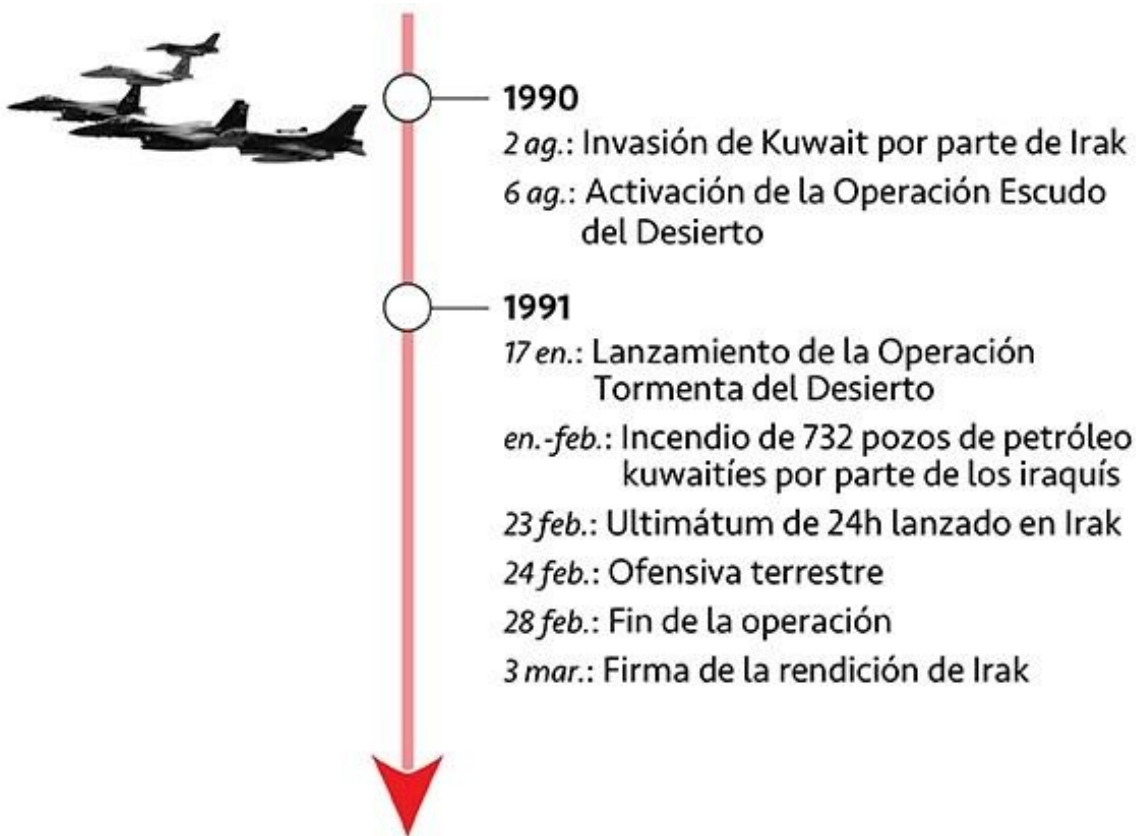 1990
2 ag.: Invasión de Kuwait por parte de Irak
6 ag.: Activación de la Operación Escudo
del Desierto
1991
17 en.: Lanzamiento de la Operación
Tormenta del Desierto
en.-feb.: Incendio de 732 pozos de petróleo
kuwaitíes por parte de los iraquís
23 feb.: Ultimátum de 24h lanzado en Irak
24 feb.: Ofensiva terrestre
28 feb.: Fin de la operación
3 mar.: Firma de la rendición de Irak